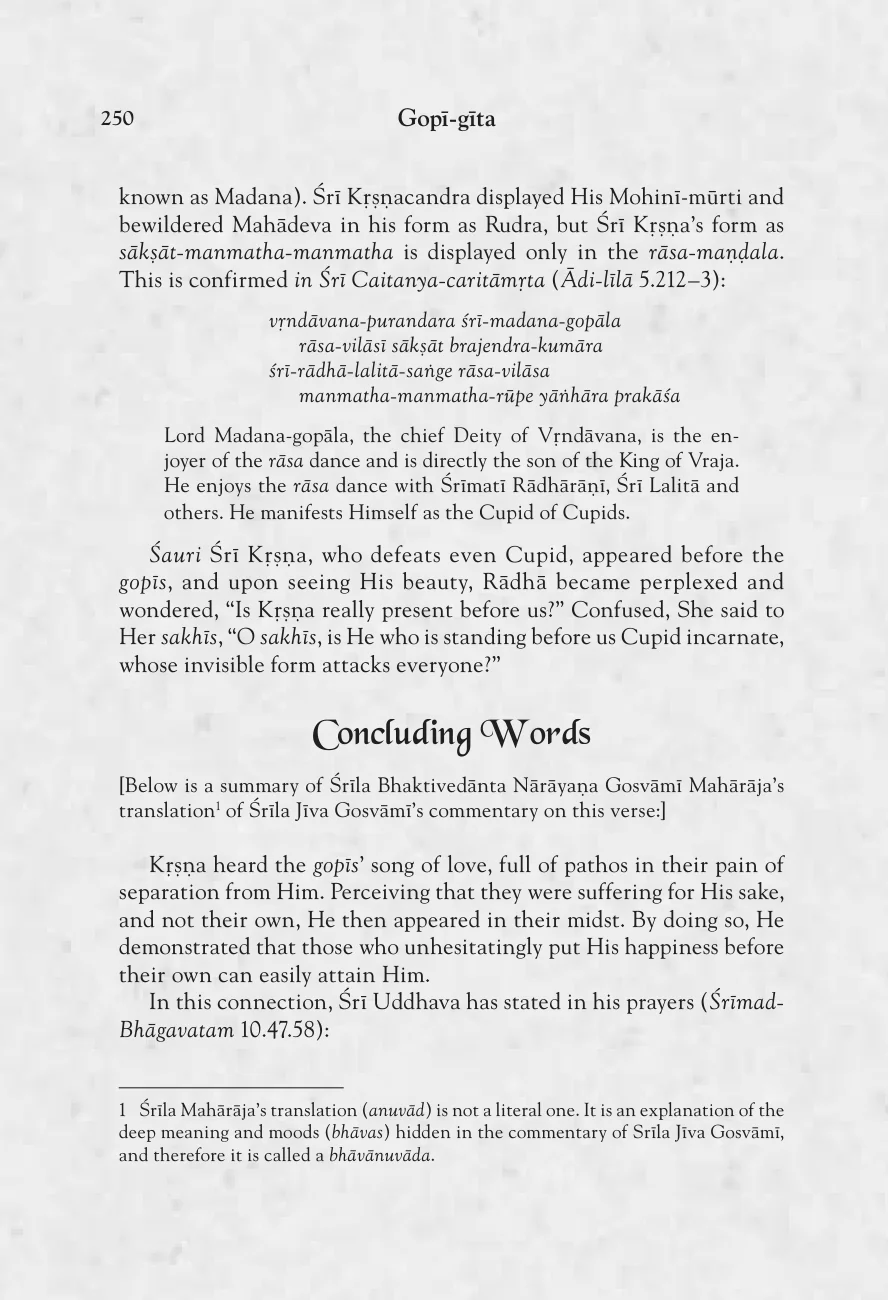 250
Gopī-gīta
known as Madana). Śrī Kṛṣṇacandra displayed His Mohinī-mūrti and
bewildered Mahādeva in his form as Rudra, but Śrī Kṛṣṇa’s form as
sākṣāt-manmatha-manmatha is displayed only in the rāsa-maṇḍala.
This is confirmed in Śrī Caitanya-caritāmṛta (Ādi-līlā 5.212–3):
vṛndāvana-purandara śrī-madana-gopāla
rāsa-vilāsī sākṣāt brajendra-kumāra
śrī-rādhā-lalitā-saṅge rāsa-vilāsa
manmatha-manmatha-rūpe yāṅhāra prakāśa
Lord Madana-gopāla, the chief Deity of Vṛndāvana, is the en-
joyer of the rāsa dance and is directly the son of the King of Vraja.
He enjoys the rāsa dance with Śrīmatī Rādhārāṇī, Śrī Lalitā and
others. He manifests Himself as the Cupid of Cupids.
Śauri Śrī Kṛṣṇa, who defeats even Cupid, appeared before the
gopīs, and upon seeing His beauty, Rādhā became perplexed and
wondered, “Is Kṛṣṇa really present before us?” Confused, She said to
Her sakhīs, “O sakhīs, is He who is standing before us Cupid incarnate,
whose invisible form attacks everyone?”
Concluding Words
[Below is a summary of Śrīla Bhaktivedānta Nārāyaṇa Gosvāmī Mahārāja’s
translation¹ of Śrīla Jīva Gosvāmī’s commentary on this verse:]
Kṛṣṇa heard the gopīs’ song of love, full of pathos in their pain of
separation from Him. Perceiving that they were suffering for His sake,
and not their own, He then appeared in their midst. By doing so, He
demonstrated that those who unhesitatingly put His happiness before
their own can easily attain Him.
In this connection, Śrī Uddhava has stated in his prayers (Śrīmad-
Bhāgavatam 10.47.58):
1 Śrīla Mahārāja’s translation (anuvād) is not a literal one. It is an explanation of the
deep meaning and moods (bhāvas) hidden in the commentary of Srīla Jīva Gosvāmī,
and therefore it is called a bhāvānuvāda.